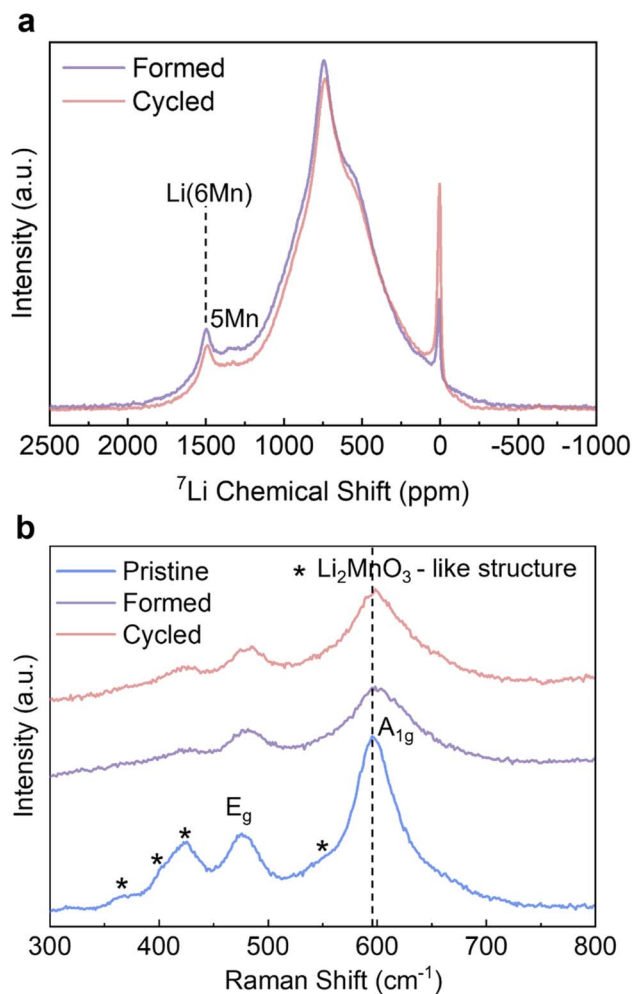 a
Formed
Cycled
Li(6Mn)
5Mn
Intensity (a.u.)
2500 2000 1500 1000 500 0 -500 -1000
⁷Li Chemical Shift (ppm)
b
Pristine
Formed
Cycled
* Li₂MnO₃ - like structure
A₁g
E_g
* * * *
Intensity (a.u.)
300 400 500 600 700 800
Raman Shift (cm⁻¹)